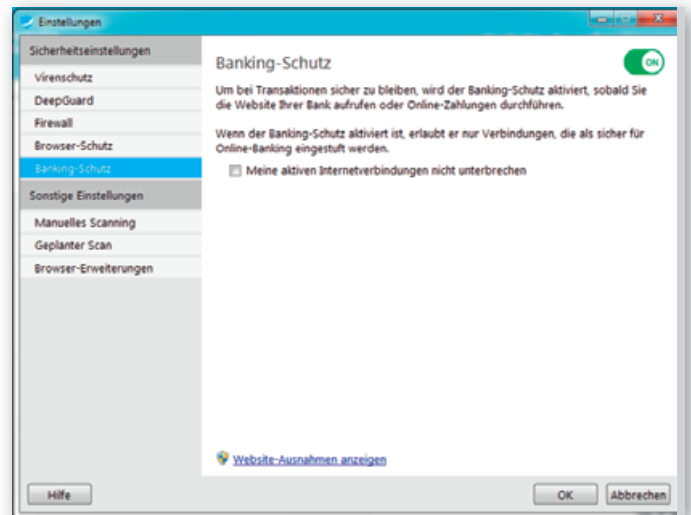 Einstellungen
Sicherheitseinstellungen
Virenschutz
DeepGuard
Firewall
Browser-Schutz
Banking-Schutz
Sonstige Einstellungen
Manuelles Scanning
Geplanter Scan
Browser-Erweiterungen
Banking-Schutz
ON
Um bei Transaktionen sicher zu bleiben, wird der Banking-Schutz aktiviert, sobald Sie
die Website Ihrer Bank aufrufen oder Online-Zahlungen durchführen.
Wenn der Banking-Schutz aktiviert ist, erlaubt er nur Verbindungen, die als sicher für
Online-Banking eingestuft werden.
Meine aktiven Internetverbindungen nicht unterbrechen
Website-Ausnahmen anzeigen
Hilfe
OK
Abbrechen